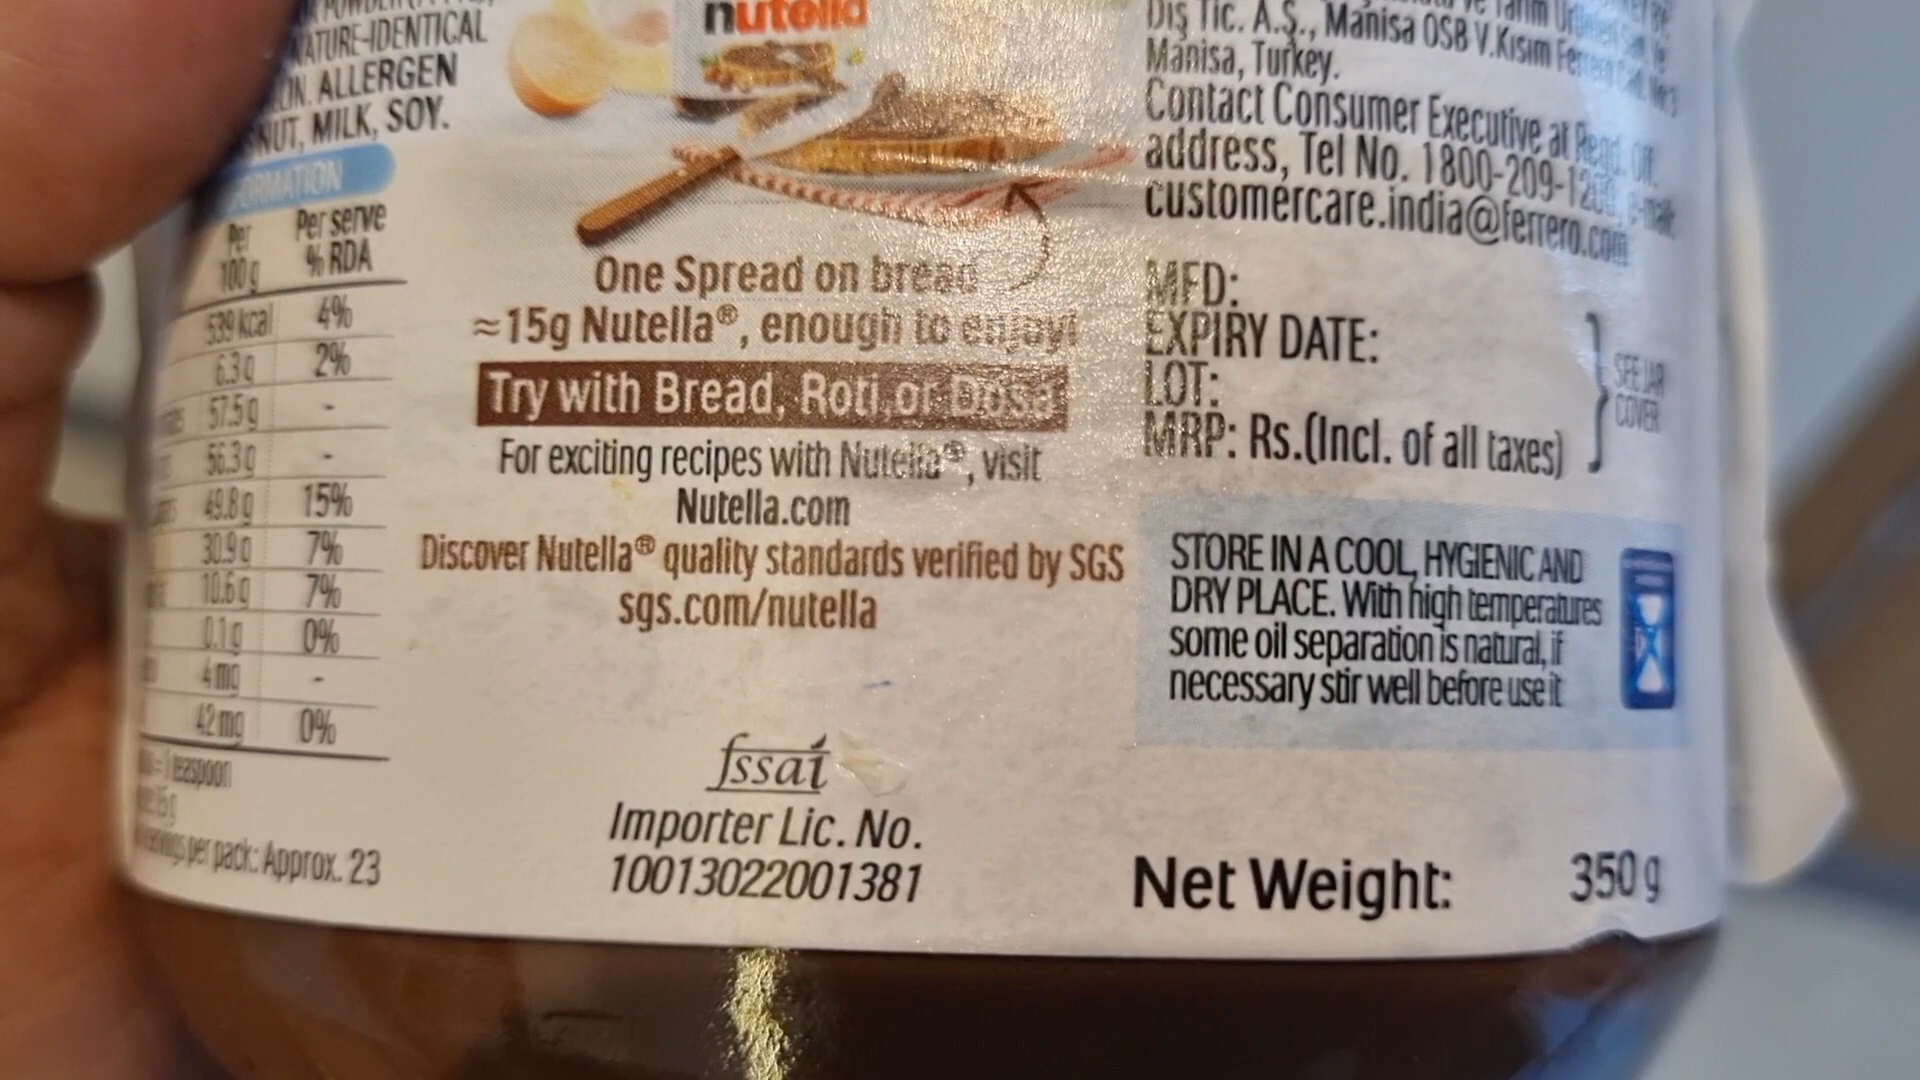 NATURE-IDENTICAL
ALLERGEN
NUT, MILK, SOY.
Per
100 g
Per serve
% RDA
539 kcal 4%
6.3 g 2%
57.5 g -
56.3 g -
49.8 g 15%
30.9 g 7%
10.6 g 7%
0.1 g 0%
4 mg -
42 mg 0%
= 1 teaspoon
per pack: Approx. 23
nutella
One Spread on bread
≈15g Nutella®, enough to enjoy!
Try with Bread, Roti or Dosa
For exciting recipes with Nutella®, visit
Nutella.com
Discover Nutella® quality standards verified by SGS
sgs.com/nutella
fssai
Importer Lic. No.
10013022001381
Dış Tic. A.Ş., Manisa OSB V.Kısım
Manisa, Turkey.
Contact Consumer Executive at Regd. Off.
address, Tel No. 1800-209-1200, e-mail:
customercare.india@ferrero.com
MFD:
EXPIRY DATE:
LOT:
MRP: Rs.(Incl. of all taxes)
SEE JAR
COVER
STORE IN A COOL, HYGIENIC AND
DRY PLACE. With high temperatures
some oil separation is natural, if
necessary stir well before use it
Net Weight: 350 g